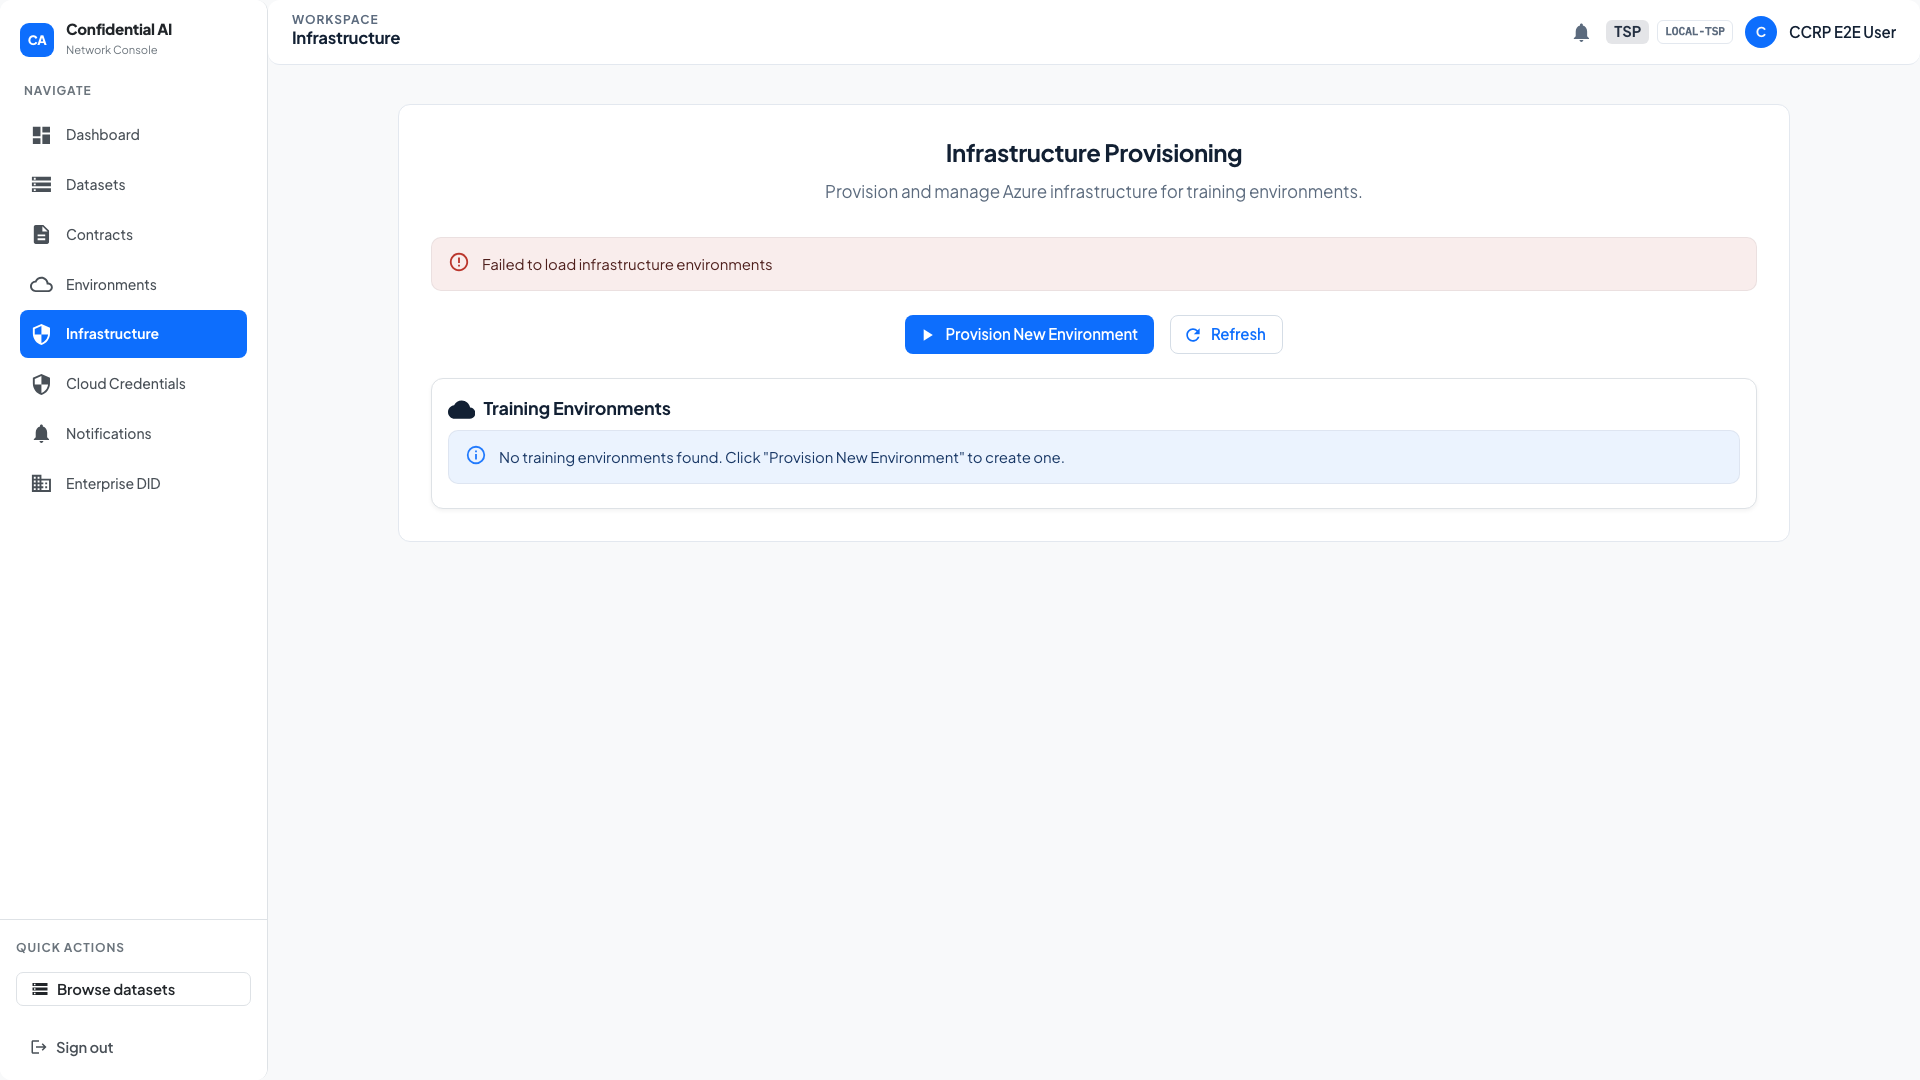 CA
Confidential AI
Network Console
NAVIGATE
Dashboard
Datasets
Contracts
Environments
Infrastructure
Cloud Credentials
Notifications
Enterprise DID
QUICK ACTIONS
Browse datasets
Sign out
WORKSPACE
Infrastructure
TSP
LOCAL-TSP
C
CCRP E2E User
Infrastructure Provisioning
Provision and manage Azure infrastructure for training environments.
Failed to load infrastructure environments
Provision New Environment
Refresh
Training Environments
No training environments found. Click "Provision New Environment" to create one.